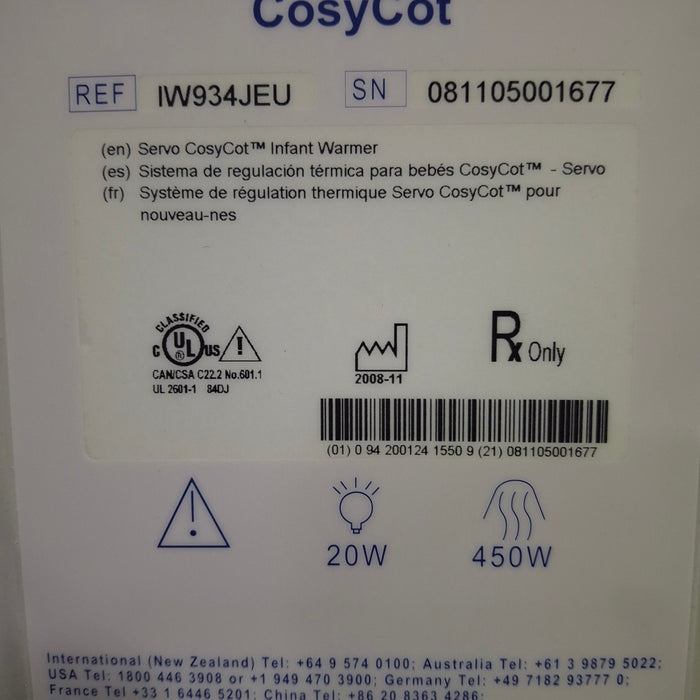 CosyCot
REF IW934JEU SN 081105001677
(en) Servo CosyCot™ Infant Warmer
(es) Sistema de regulación térmica para bebés CosyCot™ - Servo
(fr) Système de régulation thermique Servo CosyCot™ pour
nouveau-nes
CLASSIFIED
C UL® US
CAN/CSA C22.2 No.601.1
UL 2601-1 84DJ
2008-11
Rx Only
(01) 0 94 200124 1550 9 (21) 081105001677
20W
450W
International (New Zealand) Tel: +64 9 574 0100; Australia Tel: +61 3 9879 5022;
USA Tel: 1800 446 3908 or +1 949 470 3900; Germany Tel: +49 7182 93777 0;
France Tel +33 1 6446 5201; China Tel: +86 20 8363 4286;